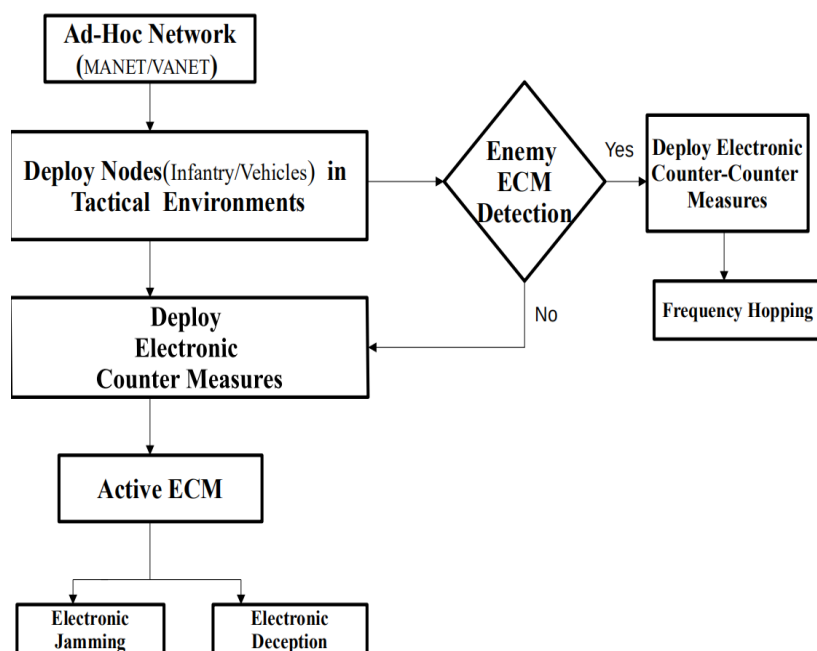 Ad-Hoc Network
(MANET/VANET)
Deploy Nodes(Infantry/Vehicles) in
Tactical Environments
Enemy
ECM
Detection
Yes
Deploy Electronic
Counter-Counter
Measures
Frequency Hopping
No
Deploy
Electronic
Counter Measures
Active ECM
Electronic
Jamming
Electronic
Deception